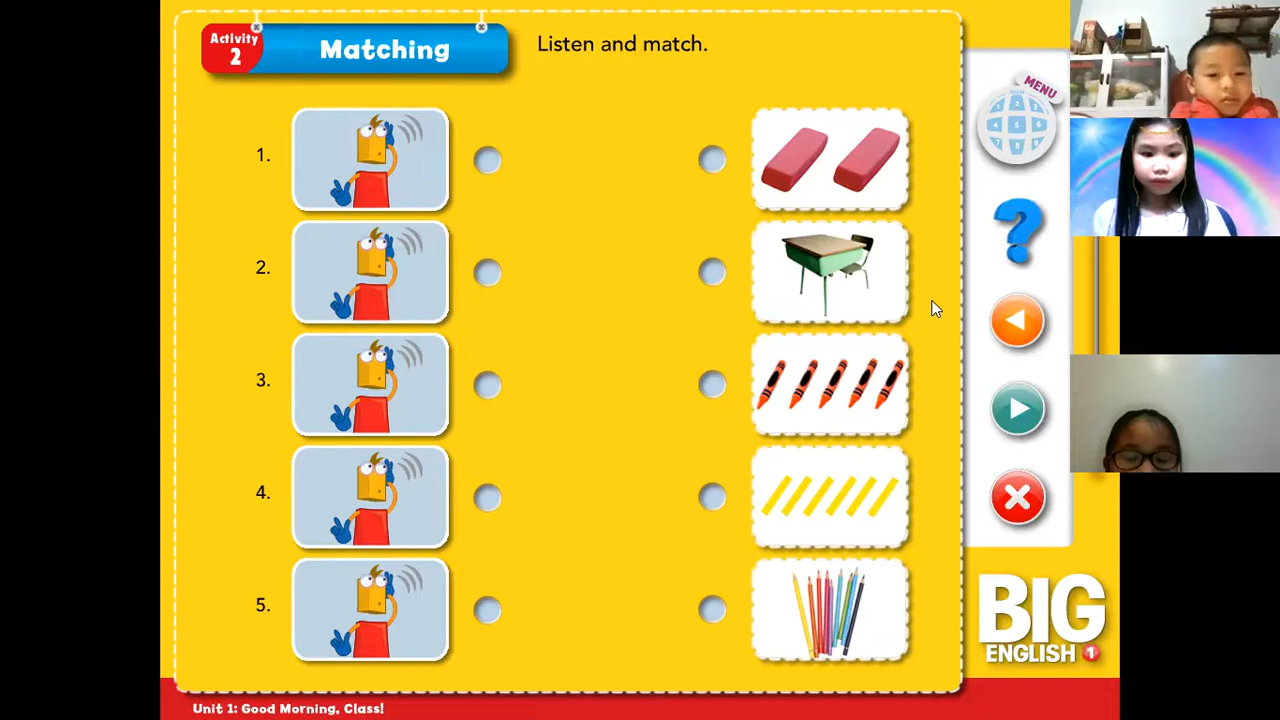 Activity
2
Matching
Listen and match.
MENU
1.
2.
3.
4.
5.
BIG
ENGLISH 1
Unit 1: Good Morning, Class!